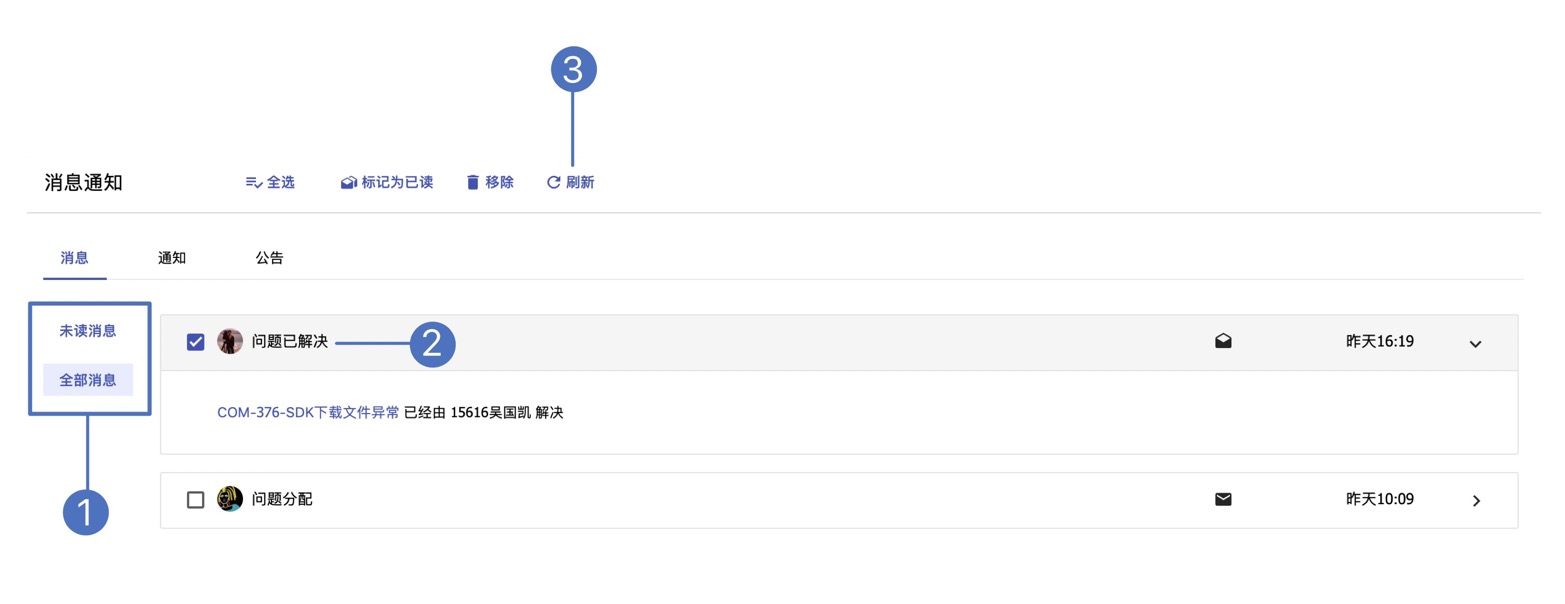 3
消息通知 全选 标记为已读 移除 刷新
消息 通知 公告
未读消息
全部消息
1
问题已解决 2 昨天16:19
COM-376-SDK下载文件异常 已经由 15616吴国凯 解决
问题分配 昨天10:09